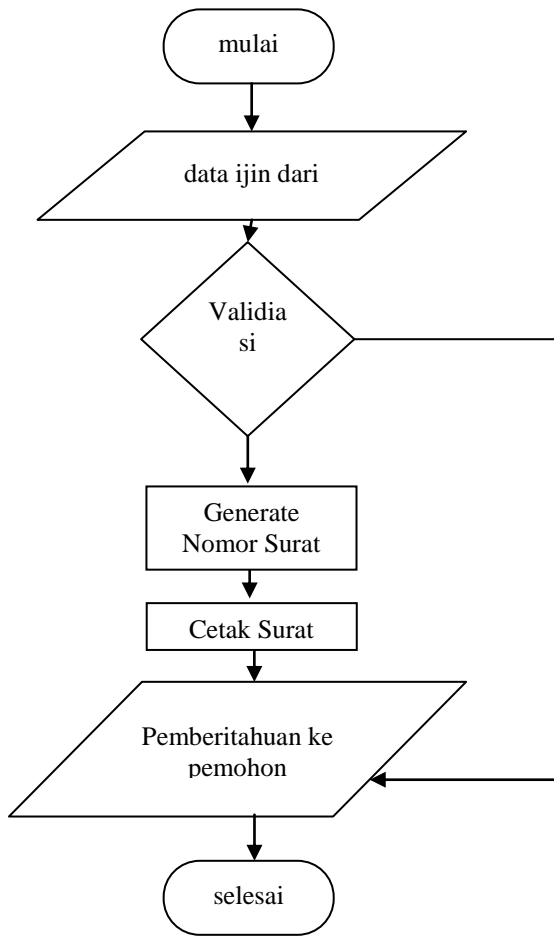 mulai
data ijin dari
Validia
si
Generate
Nomor Surat
Cetak Surat
Pemberitahuan ke
pemohon
selesai